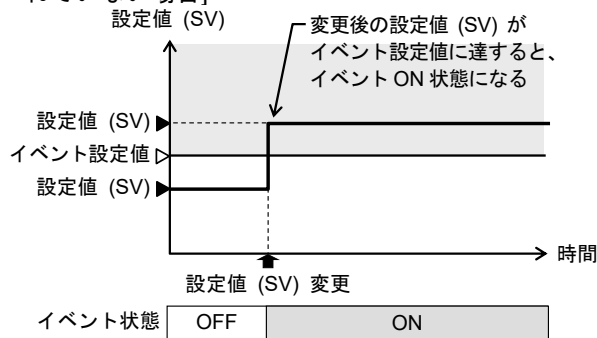 設定値 (SV)
変更後の設定値 (SV) が
イベント設定値に達すると、
イベント ON 状態になる
設定値 (SV)
イベント設定値
設定値 (SV)
時間
設定値 (SV) 変更
イベント状態 OFF ON